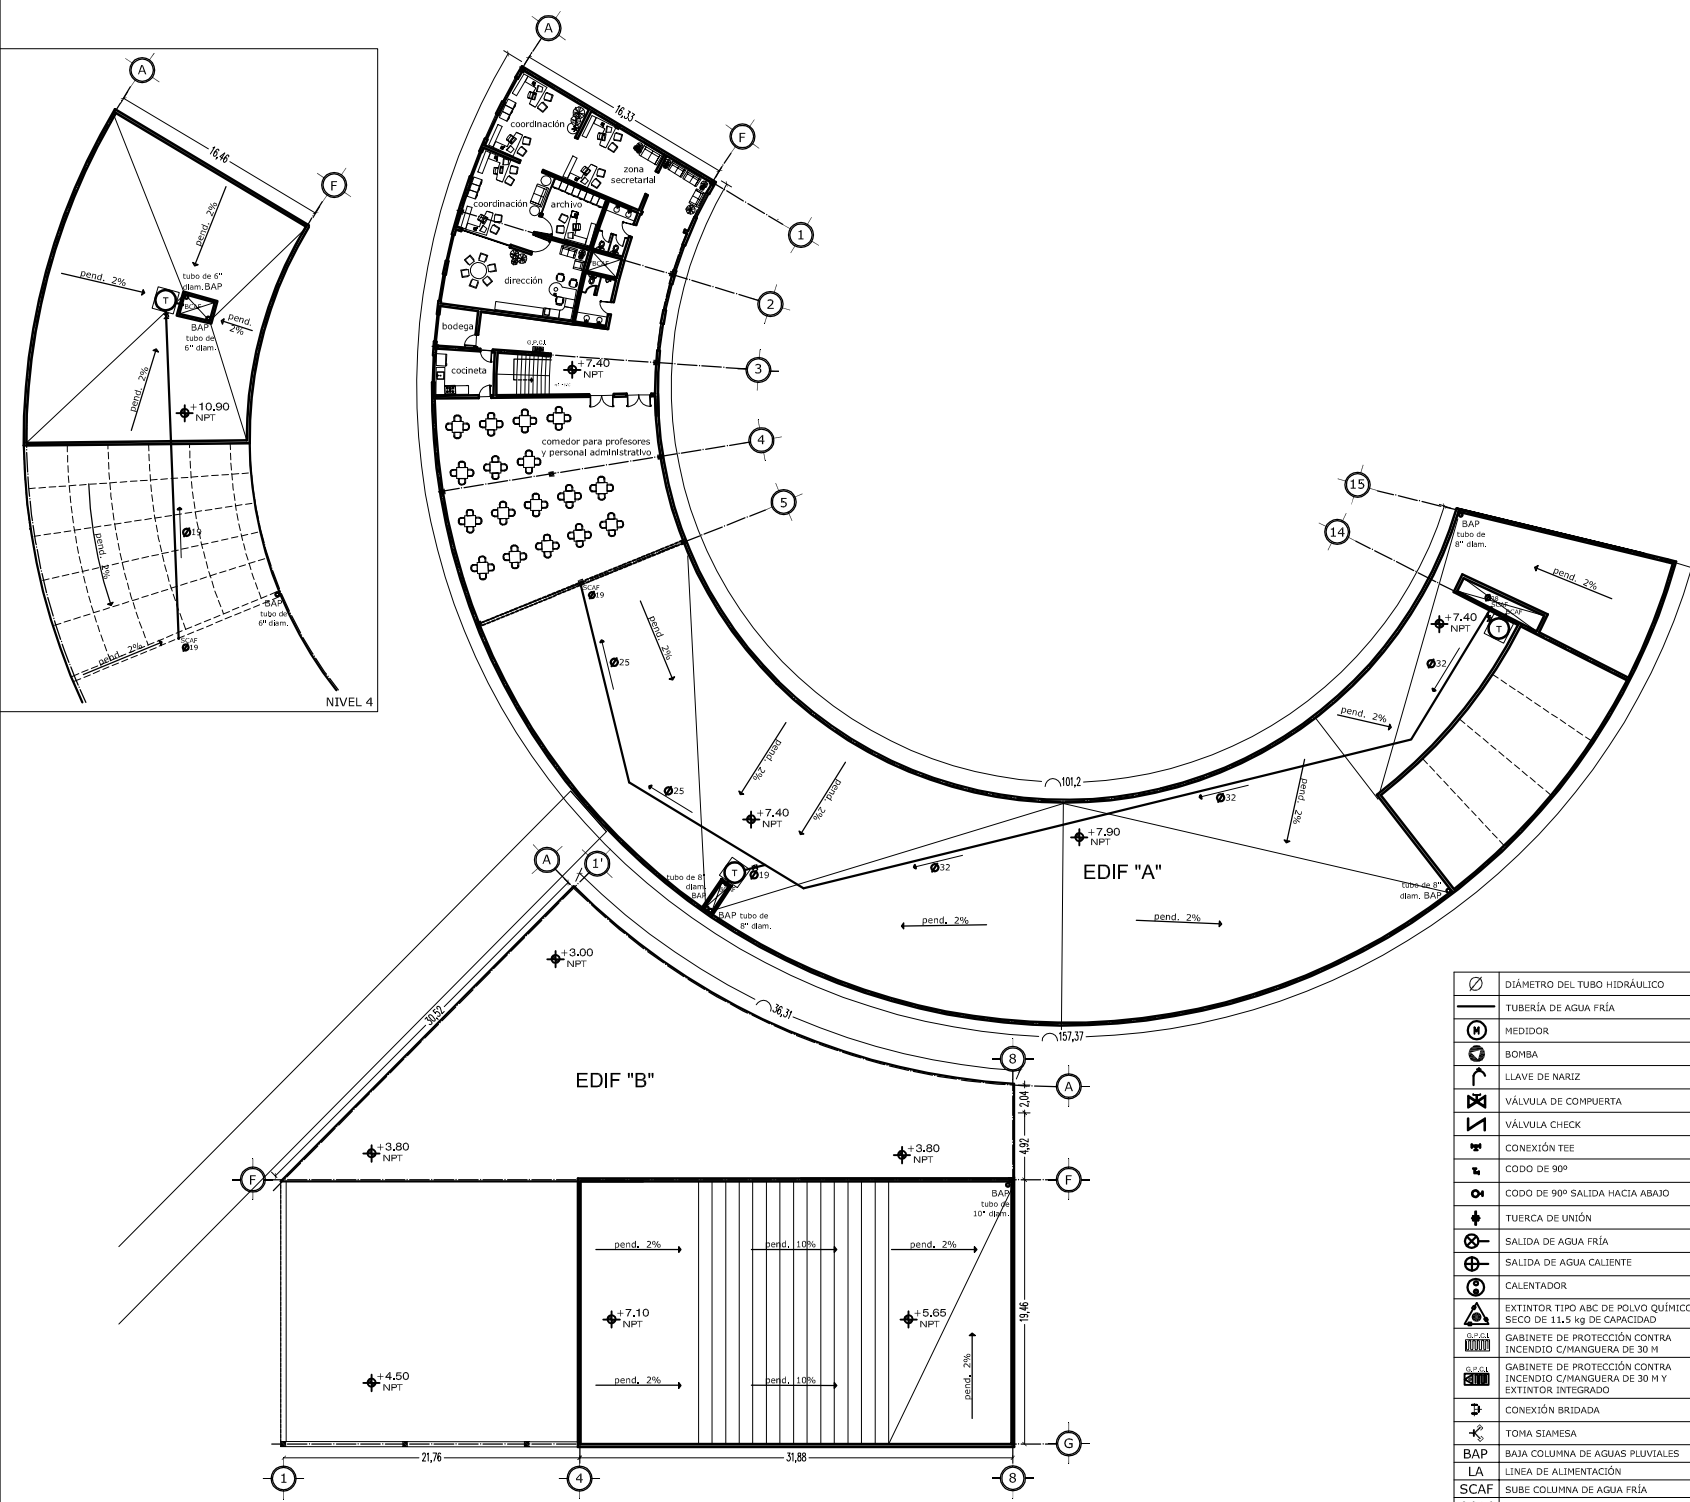 A
16,46
F
pend. 2%
pend. 2%
tubo de 6"
diam.BAP
T
BCAF
BAP
tubo de
6" diam.
pend.
2%
pend. 2%
+10.90
NPT
Ø19
pend. 2%
BAP
tubo de
6" diam.
SCAF
Ø19
pend. 2%
NIVEL 4
A
16,33
F
coordinación
zona
secretarial
coordinación
archivo
1
BCAF
dirección
2
bodega
G.P.C.I.
3
cocineta
+7.40
NPT
4
comedor para profesores
y personal administrativo
5
SCAF
Ø19
pend. 2%
Ø25
pend. 2%
pend. 2%
Ø25
+7.40
NPT
15
14
BAP
tubo de
8" diam.
pend. 2%
Ø38
SCAF
BCAF
T
+7.40
NPT
Ø32
pend. 2%
101,2
Ø32
pend. 2%
+7.90
NPT
EDIF "A"
Ø32
T
Ø19
tubo de 8"
diam.
BAP
BAP tubo de
8" diam.
tubo de 8"
diam. BAP
pend. 2%
pend. 2%
A
1'
+3.00
NPT
30,52
36,31
157,37
8
A
EDIF "B"
2,04
4,92
+3.80
NPT
+3.80
NPT
F
F
BAP
tubo de
10" diam.
pend. 2%
pend. 10%
pend. 2%
+7.10
NPT
+5.65
NPT
19,46
+4.50
NPT
pend. 2%
pend. 10%
pend. 2%
G
21,76
31,88
1
4
8
Ø DIÁMETRO DEL TUBO HIDRÁULICO
TUBERÍA DE AGUA FRÍA
M MEDIDOR
BOMBA
LLAVE DE NARIZ
VÁLVULA DE COMPUERTA
VÁLVULA CHECK
CONEXIÓN TEE
CODO DE 90º
CODO DE 90º SALIDA HACIA ABAJO
TUERCA DE UNIÓN
SALIDA DE AGUA FRÍA
SALIDA DE AGUA CALIENTE
CALENTADOR
EXTINTOR TIPO ABC DE POLVO QUÍMICO
SECO DE 11.5 kg DE CAPACIDAD
G.P.C.I. GABINETE DE PROTECCIÓN CONTRA
INCENDIO C/MANGUERA DE 30 M
G.P.C.I. GABINETE DE PROTECCIÓN CONTRA
INCENDIO C/MANGUERA DE 30 M Y
EXTINTOR INTEGRADO
CONEXIÓN BRIDADA
TOMA SIAMESA
BAP BAJA COLUMNA DE AGUAS PLUVIALES
LA LINEA DE ALIMENTACIÓN
SCAF SUBE COLUMNA DE AGUA FRÍA